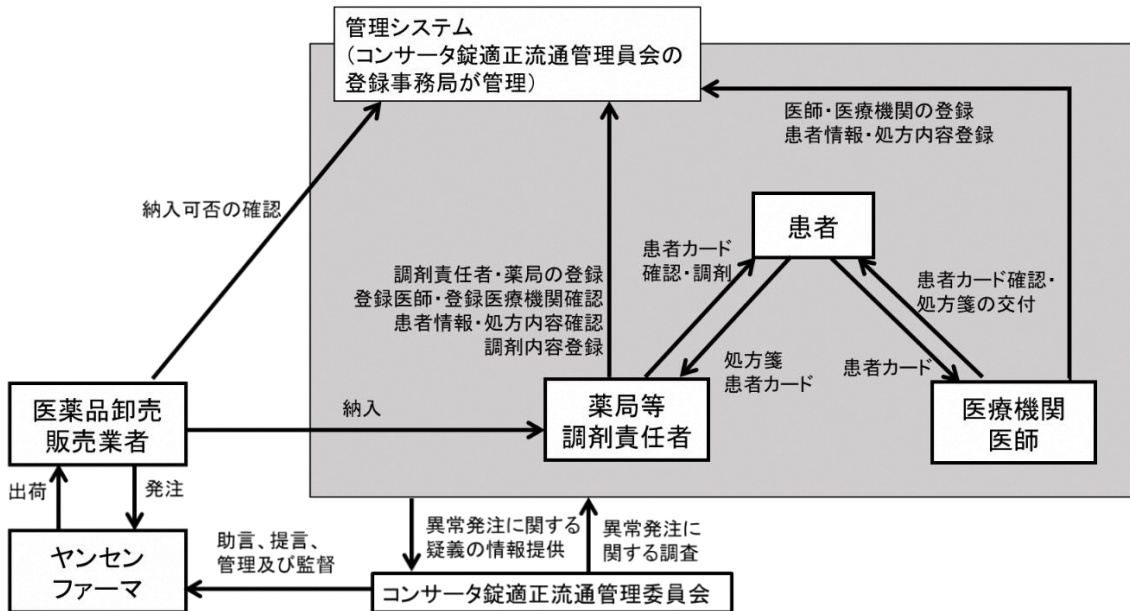 管理システム
(コンサータ錠適正流通管理員会の
登録事務局が管理)
医師・医療機関の登録
患者情報・処方内容登録
納入可否の確認
患者
患者カード
確認・調剤
調剤責任者・薬局の登録
登録医師・登録医療機関確認
患者情報・処方内容確認
調剤内容登録
患者カード確認・
処方箋の交付
処方箋
患者カード
患者カード
医薬品卸売
販売業者
納入
薬局等
調剤責任者
医療機関
医師
出荷
発注
ヤンセン
ファーマ
助言、提言、
管理及び監督
異常発注に関する
疑義の情報提供
異常発注に
関する調査
コンサータ錠適正流通管理委員会